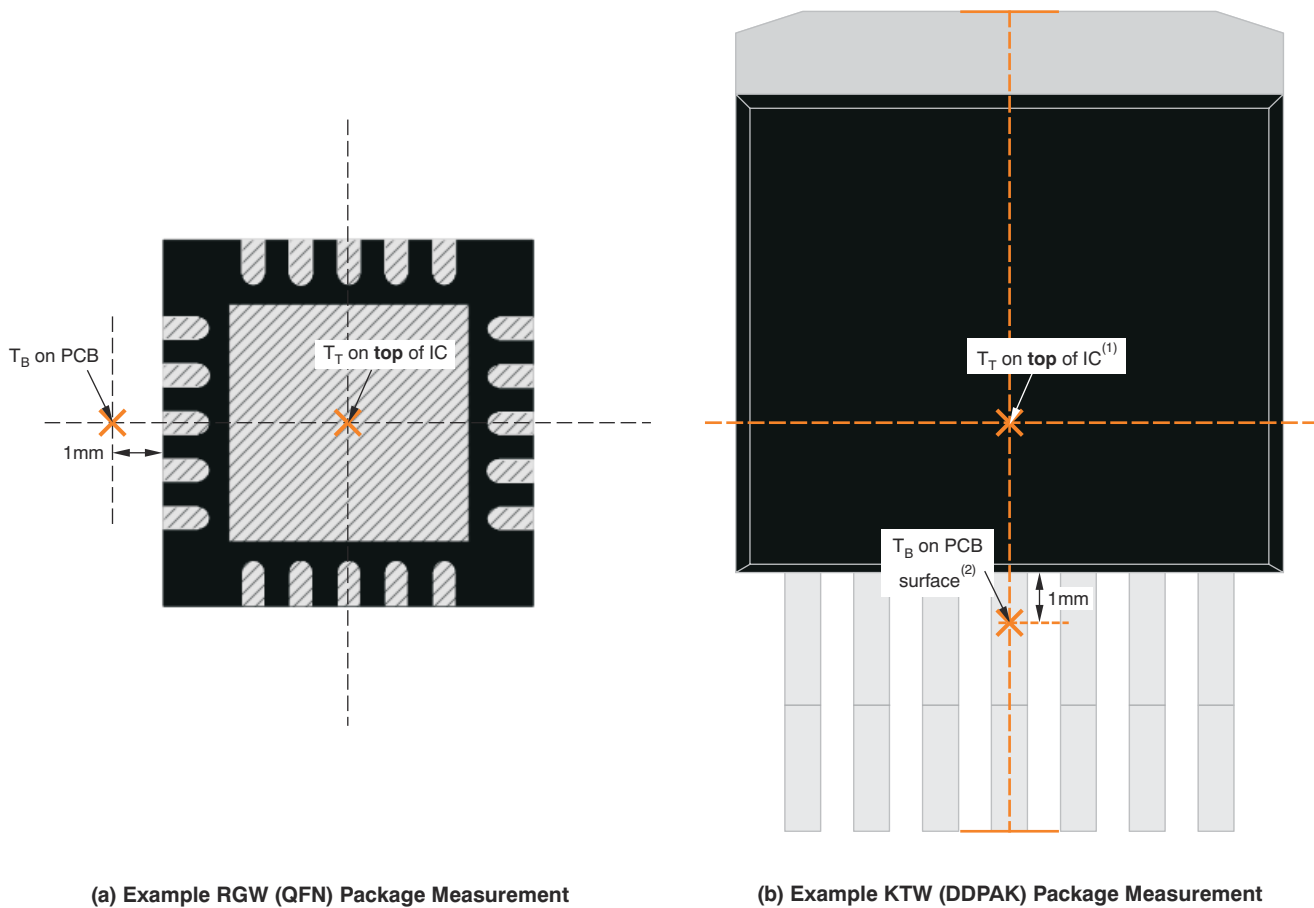 T_B on PCB
T_T on top of IC
1mm
(a) Example RGW (QFN) Package Measurement
T_T on top of IC(1)
T_B on PCB
surface(2)
1mm
(b) Example KTW (DDPAK) Package Measurement